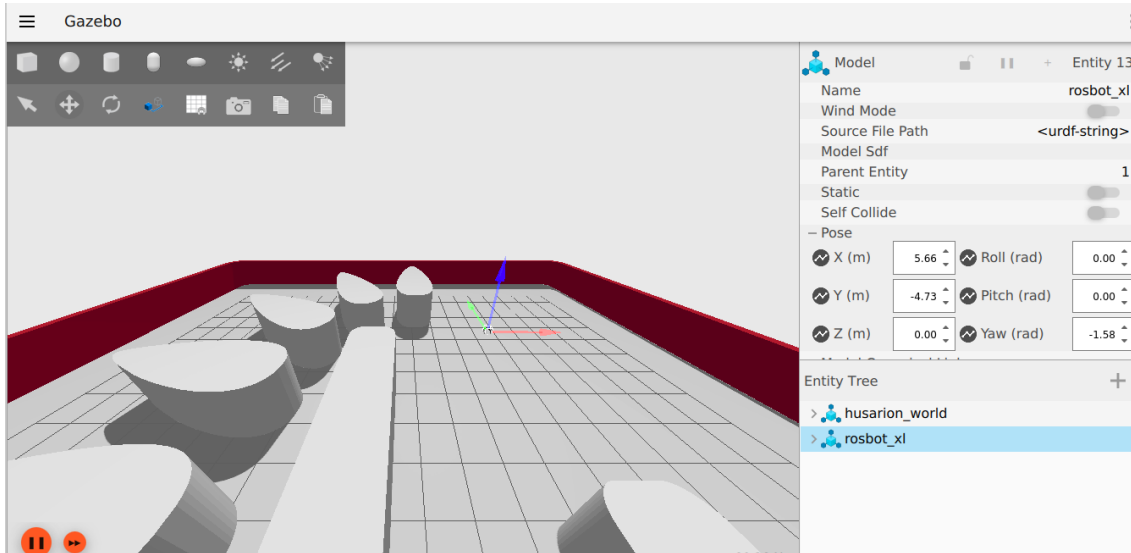 Gazebo
Model Entity 13
Name rosbot_xl
Wind Mode
Source File Path <urdf-string>
Model Sdf
Parent Entity 1
Static
Self Collide
Pose
X (m) 5.66 Roll (rad) 0.00
Y (m) -4.73 Pitch (rad) 0.00
Z (m) 0.00 Yaw (rad) -1.58
Entity Tree
husarion_world
rosbot_xl